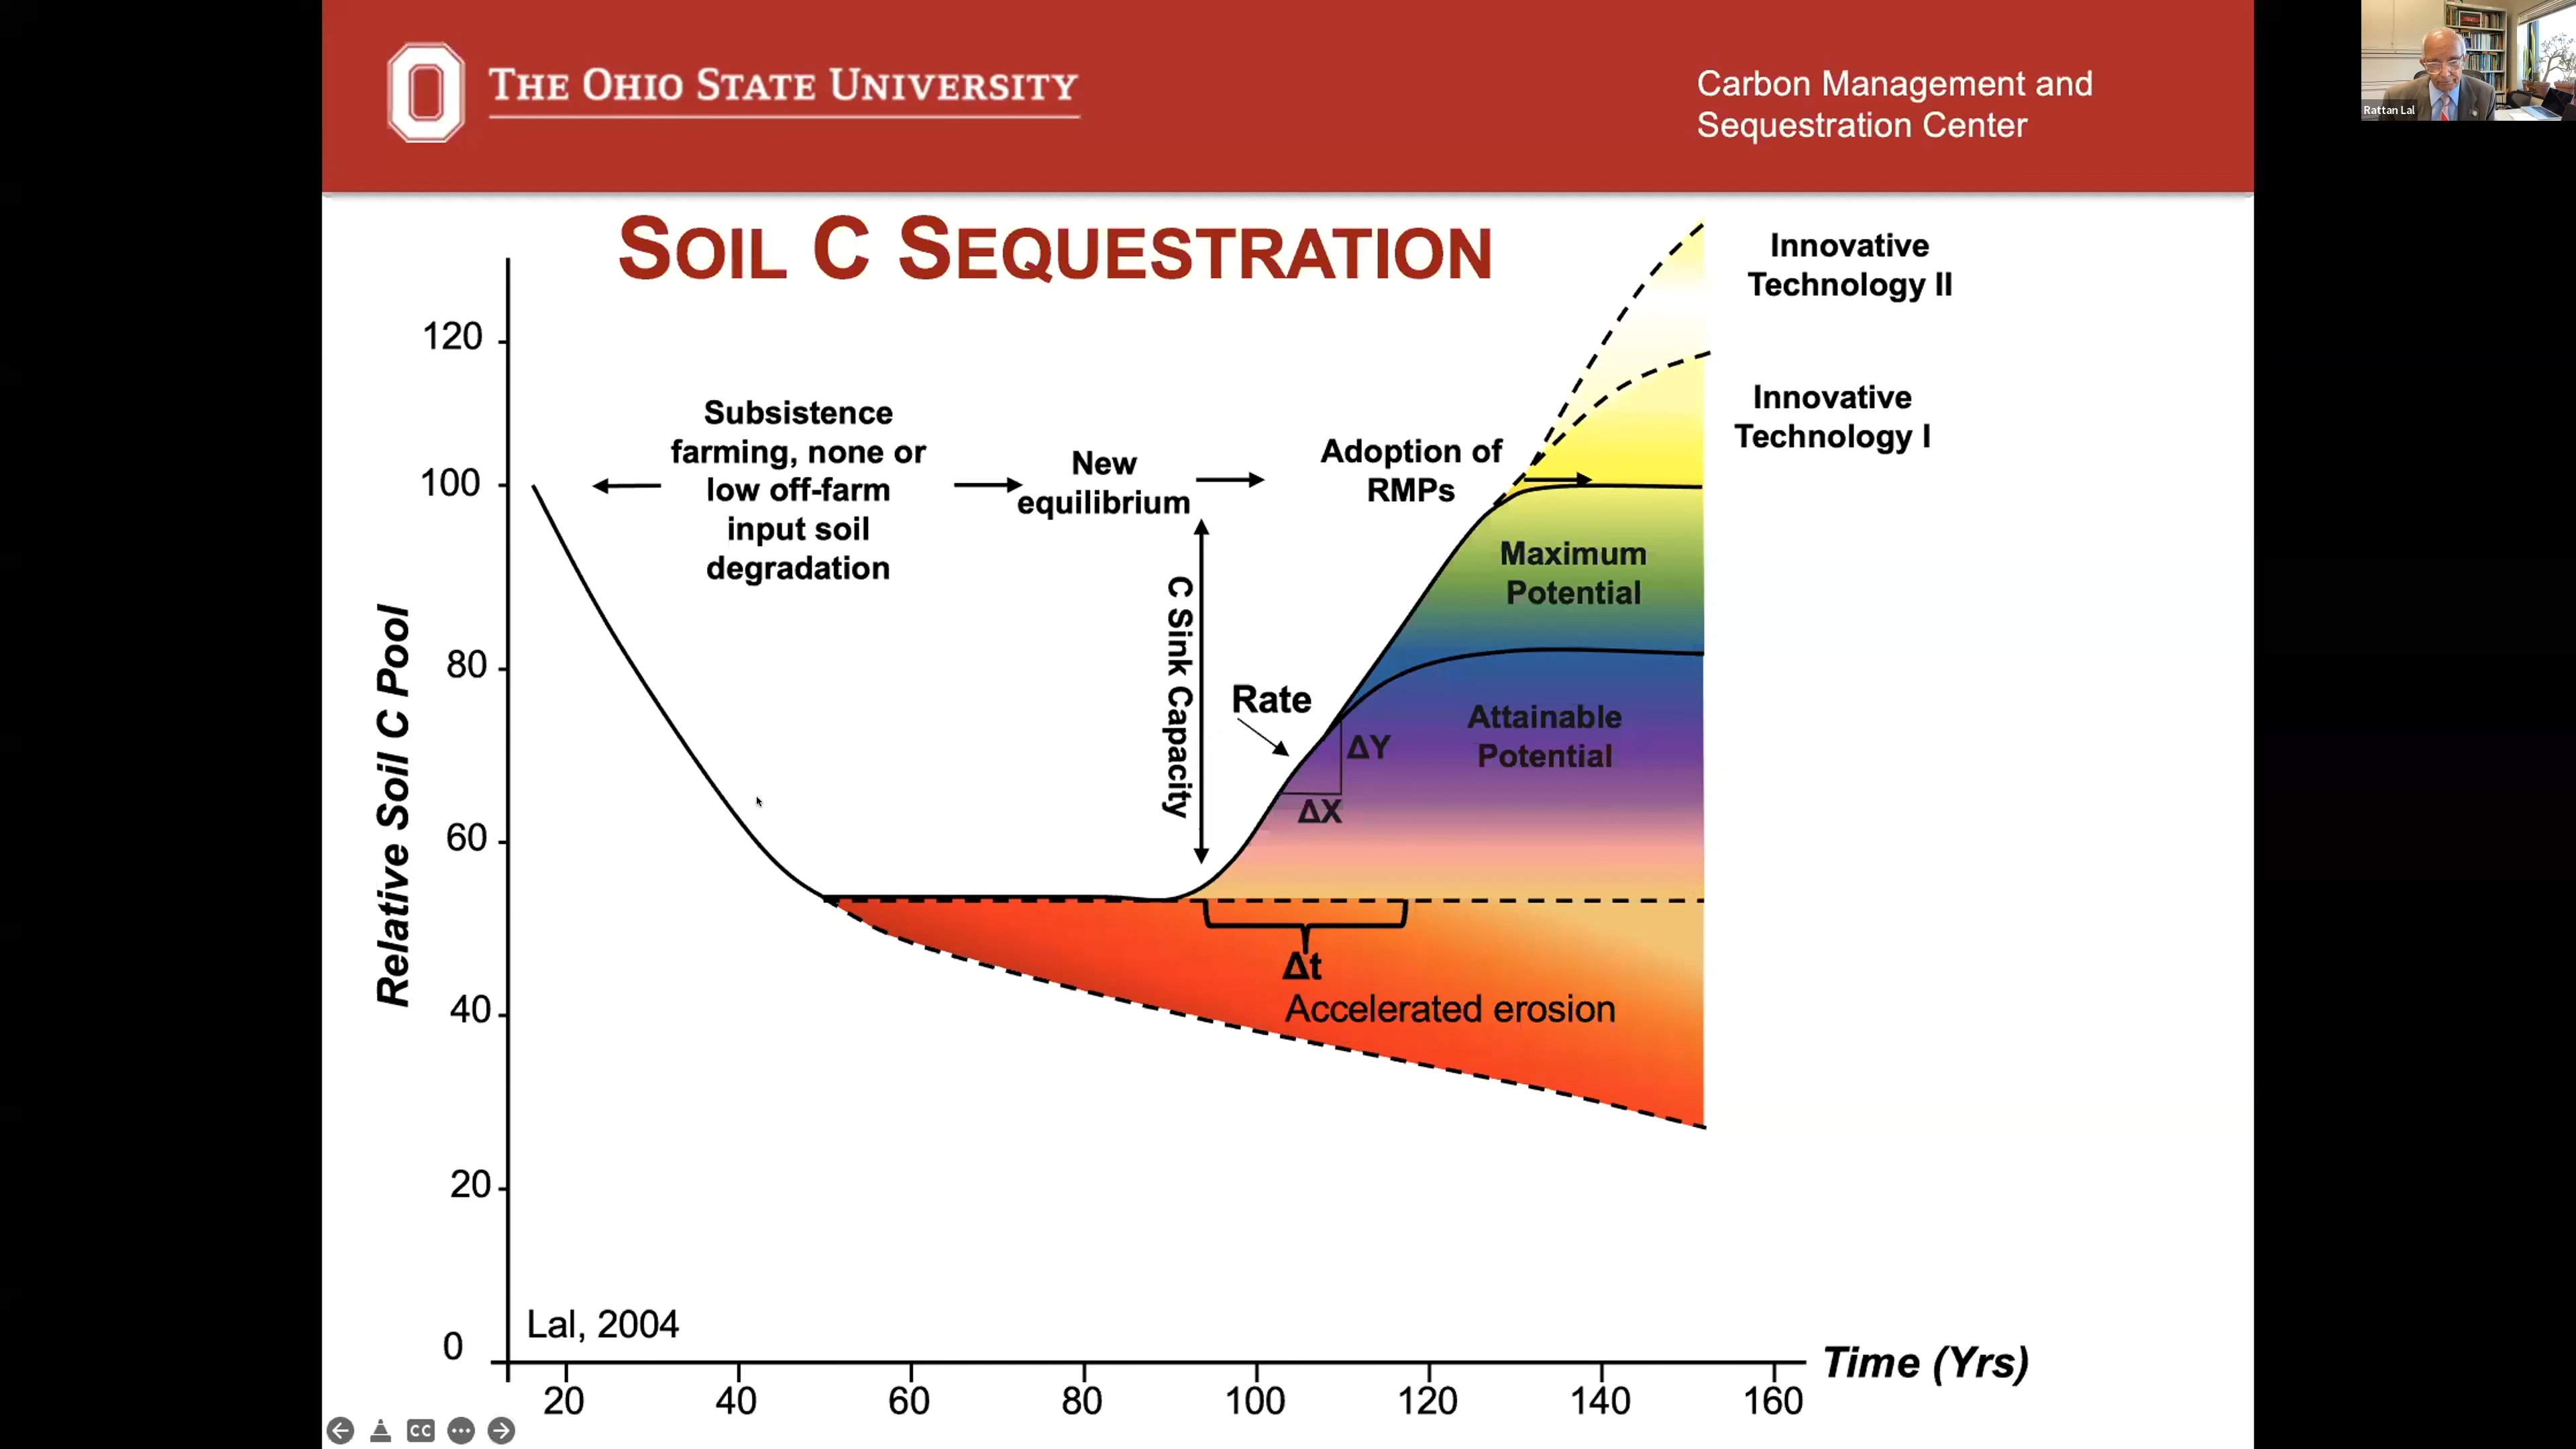 THE OHIO STATE UNIVERSITY
Carbon Management and
Sequestration Center
Rattan Lal
SOIL C SEQUESTRATION
Innovative
Technology II
Innovative
Technology I
Subsistence
farming, none or
low off-farm
input soil
degradation
New
equilibrium
Adoption of
RMPs
Maximum
Potential
Attainable
Potential
C Sink Capacity
Rate
ΔY
ΔX
Δt
Accelerated erosion
Relative Soil C Pool
120
100
80
60
40
20
0
Lal, 2004
20 40 60 80 100 120 140 160
Time (Yrs)
CC